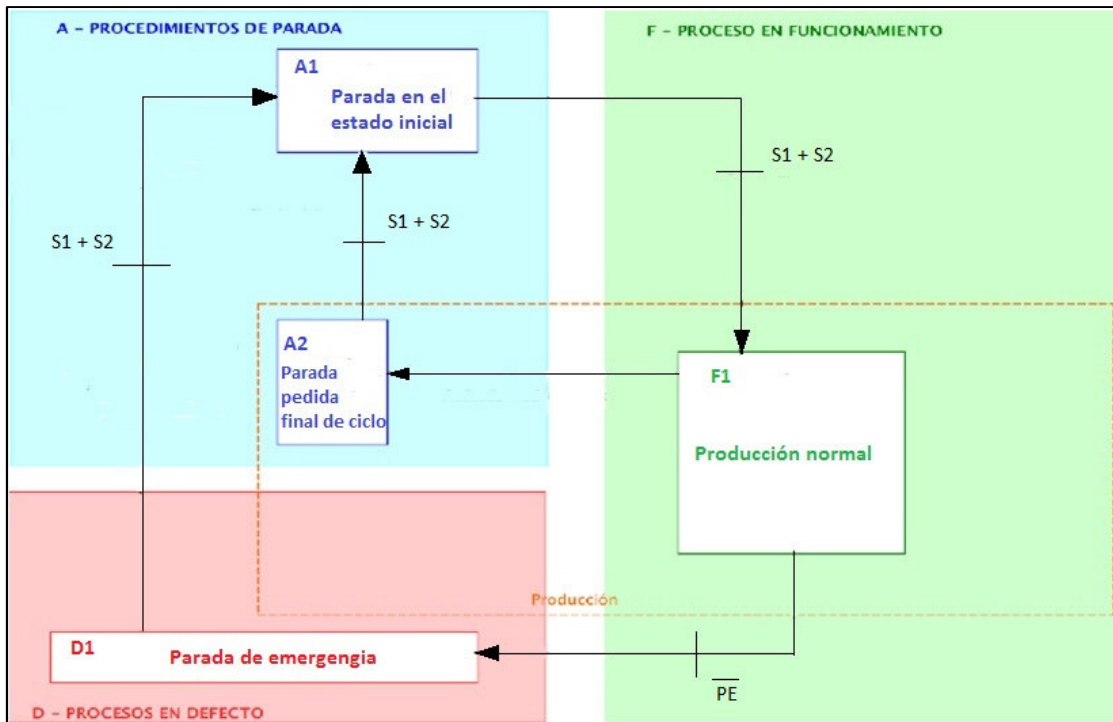 A – PROCEDIMIENTOS DE PARADA
F – PROCESO EN FUNCIONAMIENTO
A1
Parada en el
estado inicial
S1 + S2
S1 + S2
S1 + S2
A2
Parada
pedida
final de ciclo
F1
Producción normal
Producción
D1
Parada de emergengia
PE
D – PROCESOS EN DEFECTO